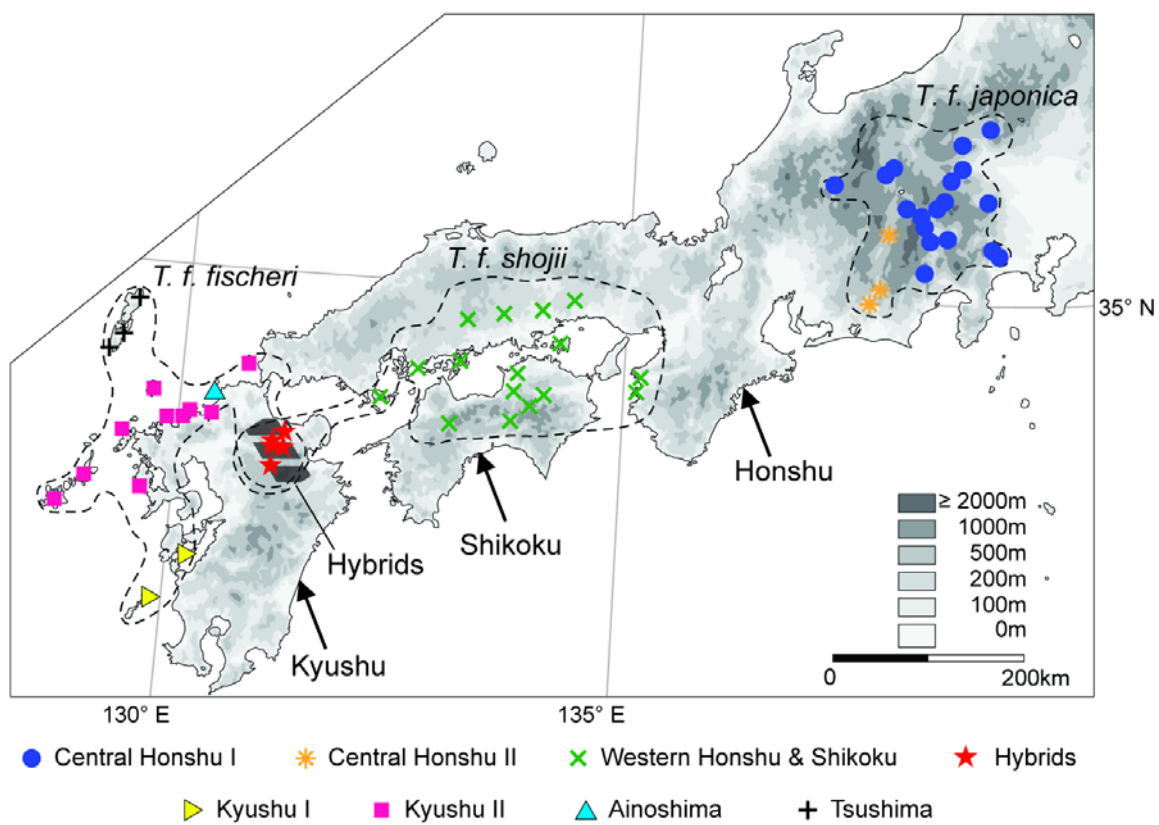 T. f. japonica
T. f. shojii
T. f. fischeri
35° N
Honshu
Shikoku
Hybrids
Kyushu
≥ 2000m
1000m
500m
200m
100m
0m
0 200km
130° E 135° E
Central Honshu I Central Honshu II Western Honshu & Shikoku Hybrids
Kyushu I Kyushu II Ainoshima Tsushima